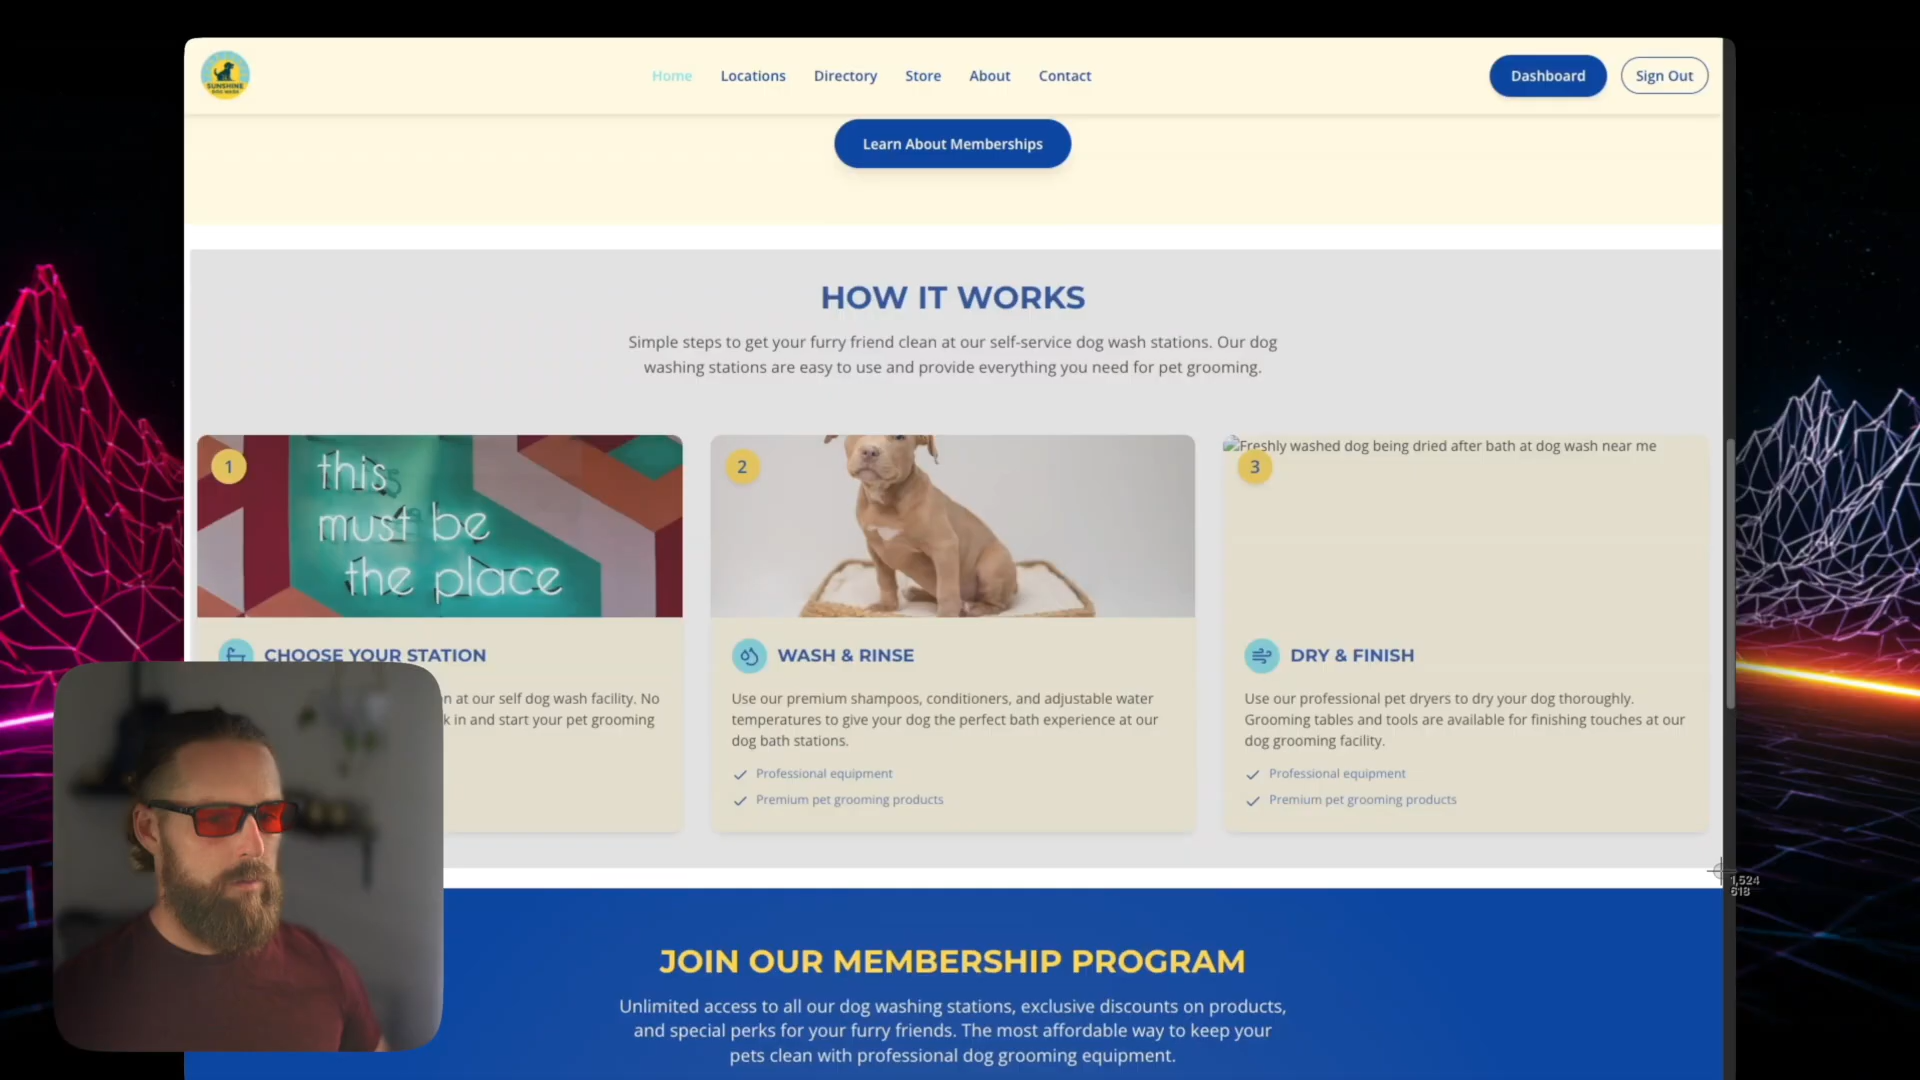 SUNSHINE
DOG WASH
Home
Locations
Directory
Store
About
Contact
Dashboard
Sign Out
Learn About Memberships
HOW IT WORKS
Simple steps to get your furry friend clean at our self-service dog wash stations. Our dog
washing stations are easy to use and provide everything you need for pet grooming.
1
this
must be
the place
CHOOSE YOUR STATION
n at our self dog wash facility. No
k in and start your pet grooming
2
WASH & RINSE
Use our premium shampoos, conditioners, and adjustable water
temperatures to give your dog the perfect bath experience at our
dog bath stations.
Professional equipment
Premium pet grooming products
Freshly washed dog being dried after bath at dog wash near me
3
DRY & FINISH
Use our professional pet dryers to dry your dog thoroughly.
Grooming tables and tools are available for finishing touches at our
dog grooming facility.
Professional equipment
Premium pet grooming products
1,524
618
JOIN OUR MEMBERSHIP PROGRAM
Unlimited access to all our dog washing stations, exclusive discounts on products,
and special perks for your furry friends. The most affordable way to keep your
pets clean with professional dog grooming equipment.